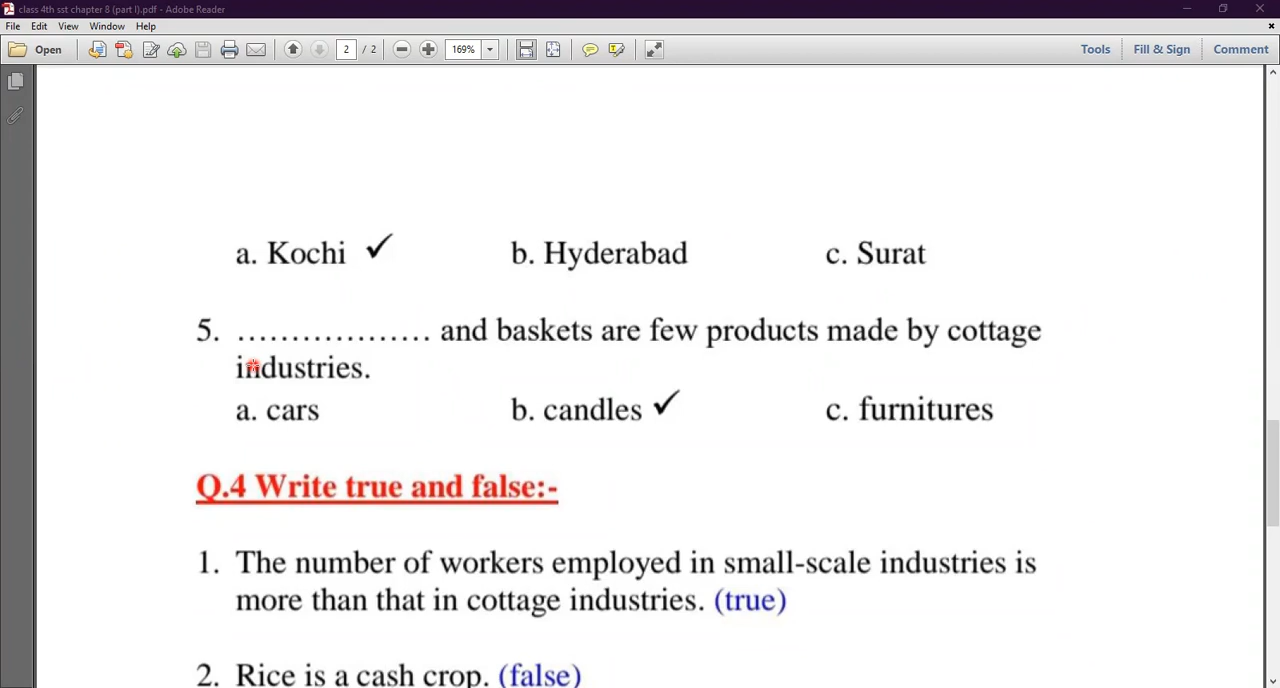 class 4th sst chapter 8 (part I).pdf - Adobe Reader
File Edit View Window Help
Open 2 / 2 169% Tools Fill & Sign Comment
a. Kochi ✓ b. Hyderabad c. Surat
5. ……………… and baskets are few products made by cottage
industries.
a. cars b. candles ✓ c. furnitures
Q.4 Write true and false:-
1. The number of workers employed in small-scale industries is
more than that in cottage industries. (true)
2. Rice is a cash crop. (false)